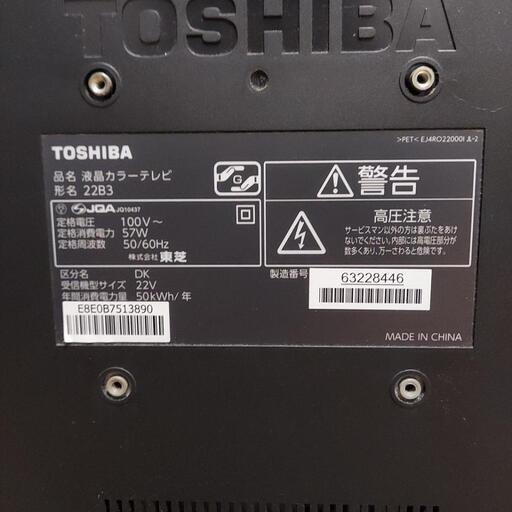 TOSHIBA
>PET< EJ4RO22000I JL-2
TOSHIBA
品名 液晶カラーテレビ
形名 22B3
G
JQA JQ10437
定格電圧 100V～
定格消費電力 57W
定格周波数 50/60Hz
株式会社 東芝
区分名 DK
受信機型サイズ 22V
年間消費電力量 50kWh/年
E8E0B7513890
警告
高圧注意
サービスマン以外の方は裏ぶたをあけ
ないでください。内部には高電圧部分が
数多くあり、万一さわると危険です。
製造番号
63228446
MADE IN CHINA